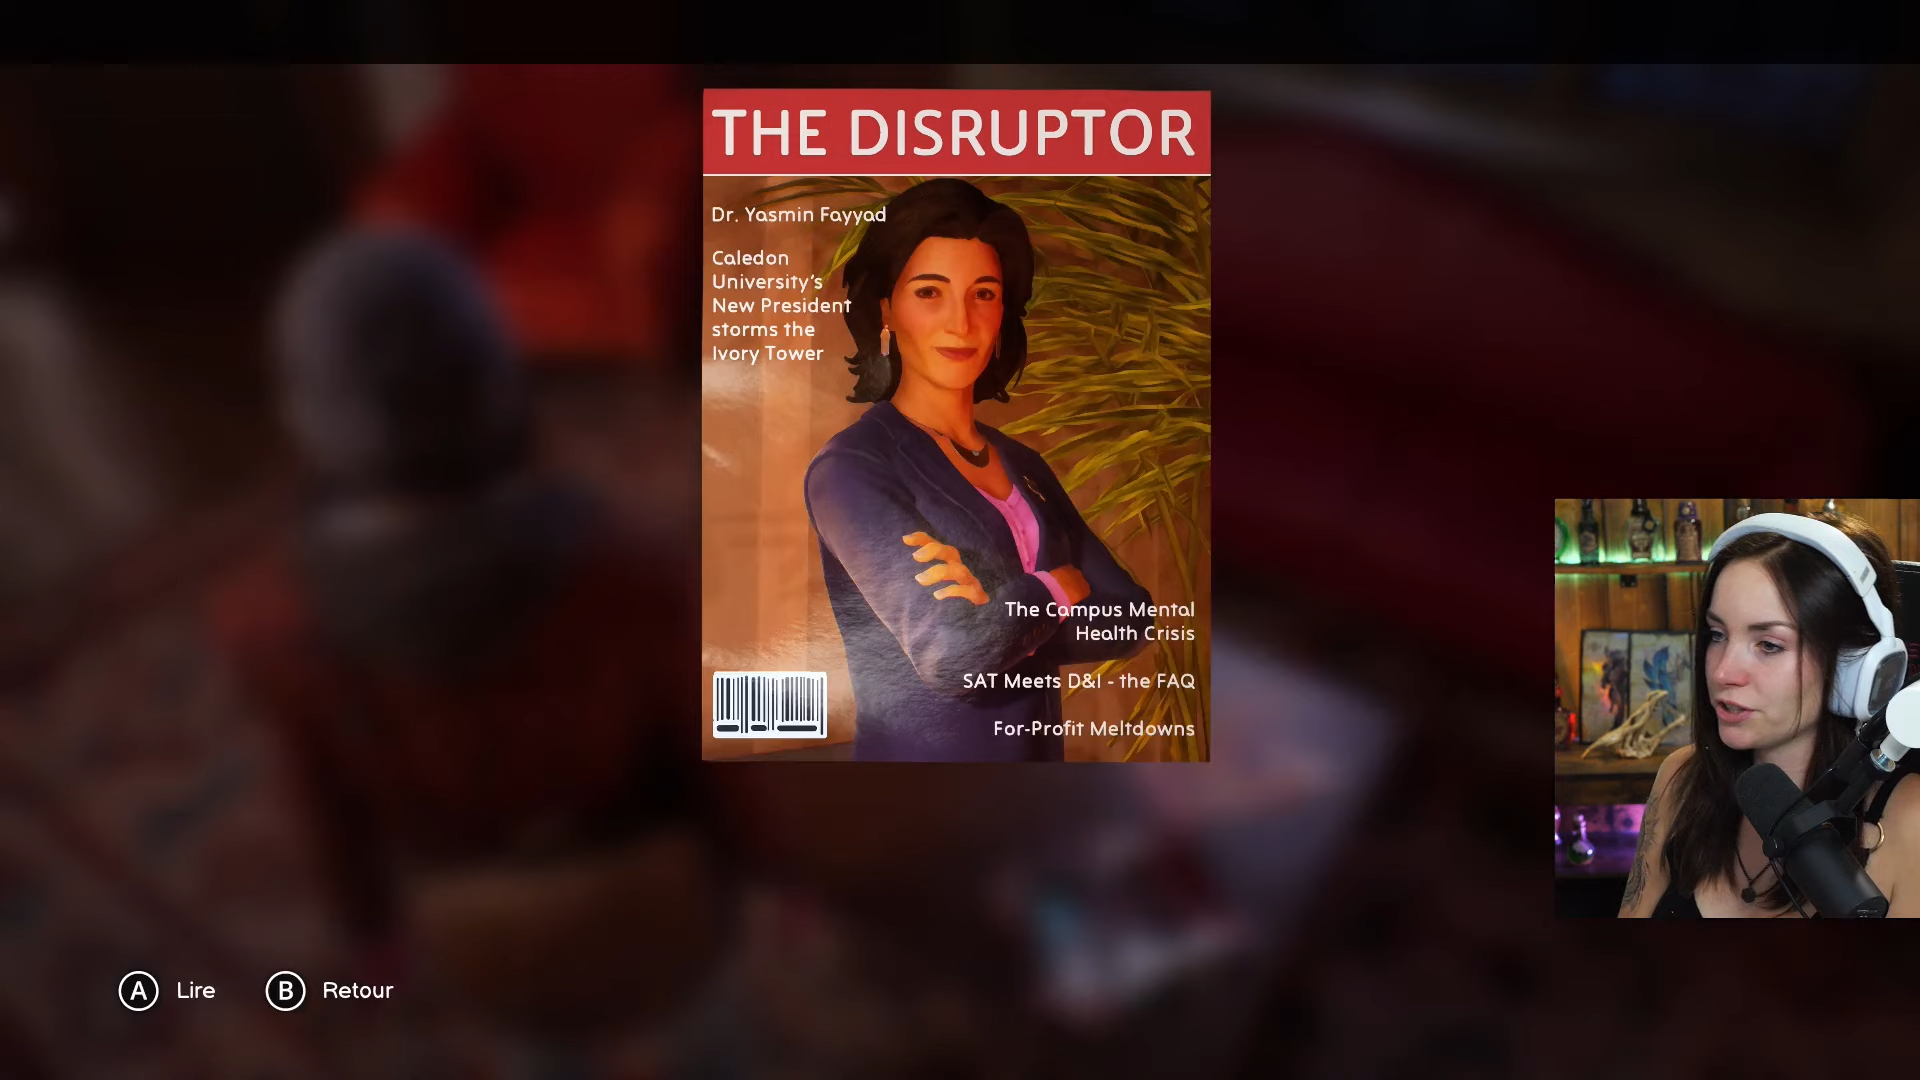 THE DISRUPTOR
Dr. Yasmin Fayyad
Caledon
University's
New President
storms the
Ivory Tower
The Campus Mental
Health Crisis
SAT Meets D&I - the FAQ
For-Profit Meltdowns
A Lire
B Retour